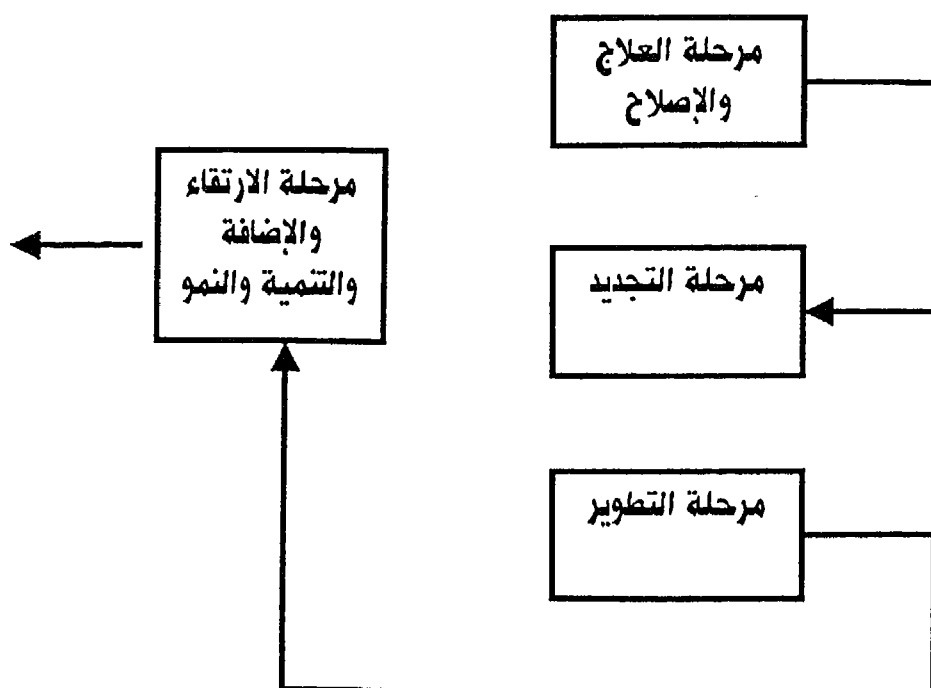 مرحلة العلاج
والإصلاح
مرحلة الارتقاء
والإضافة
والتنمية والنمو
مرحلة التجديد
مرحلة التطوير